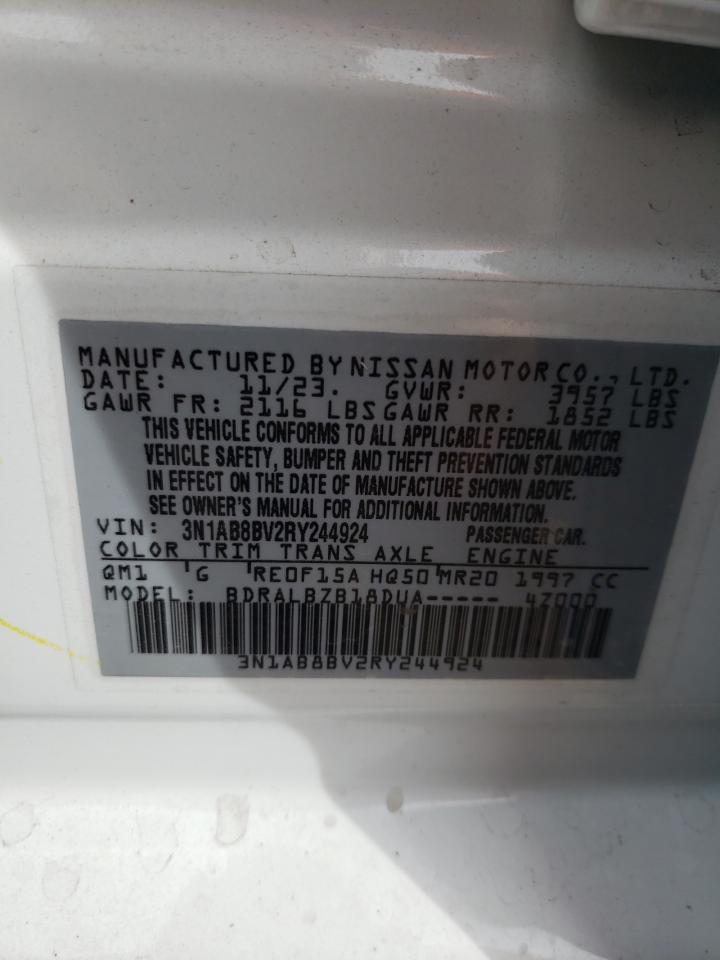 MANUFACTURED BY NISSAN MOTOR CO., LTD.
DATE: 11/23. GVWR: 3957 LBS
GAWR FR: 2116 LBS GAWR RR: 1852 LBS
THIS VEHICLE CONFORMS TO ALL APPLICABLE FEDERAL MOTOR
VEHICLE SAFETY, BUMPER AND THEFT PREVENTION STANDARDS
IN EFFECT ON THE DATE OF MANUFACTURE SHOWN ABOVE.
SEE OWNER'S MANUAL FOR ADDITIONAL INFORMATION.
VIN: 3N1AB8BV2RY244924 PASSENGER CAR.
COLOR TRIM TRANS AXLE ENGINE
QM1 G RE0F15A HQ50 MR20 1997 CC
MODEL: BDRALBZB18DUA----- 4Z000
3N1AB8BV2RY244924